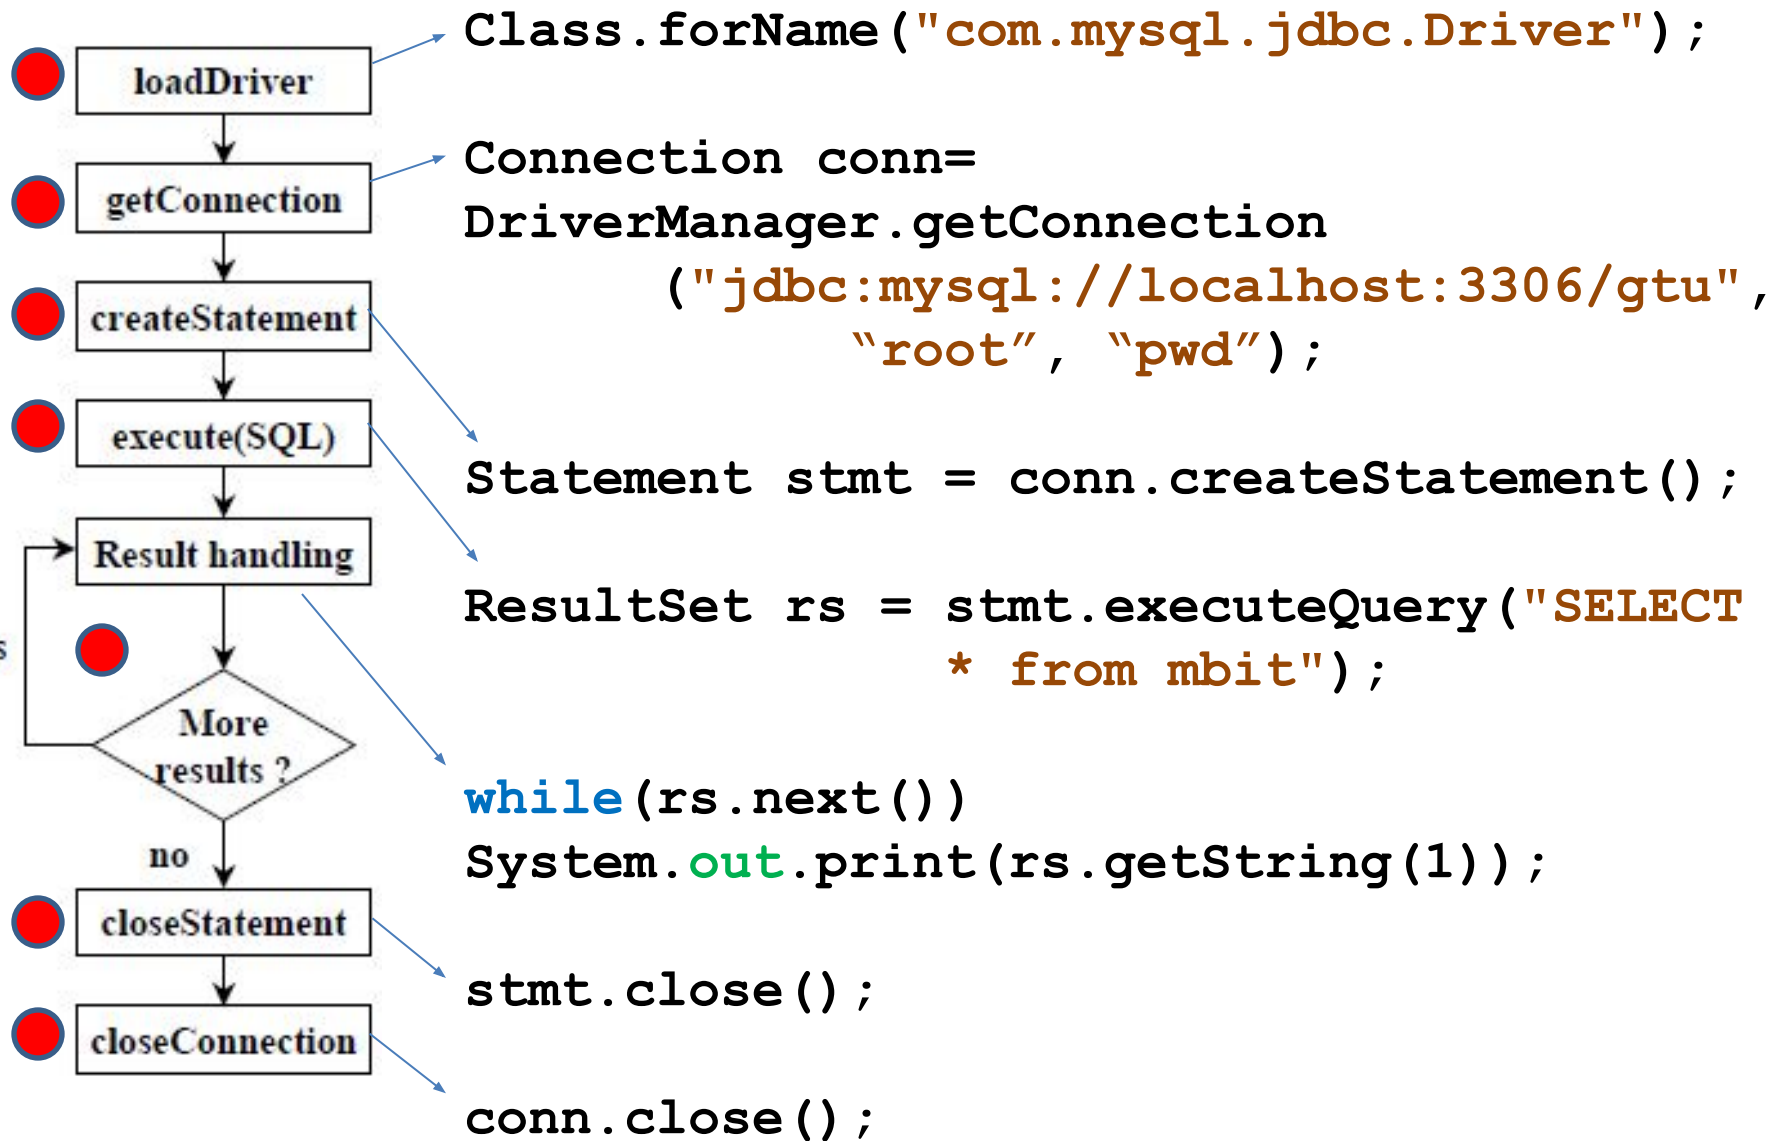 loadDriver
getConnection
createStatement
execute(SQL)
Result handling
More
results ?
no
closeStatement
closeConnection
Class.forName("com.mysql.jdbc.Driver");
Connection conn=
DriverManager.getConnection
("jdbc:mysql://localhost:3306/gtu",
“root”, “pwd”);
Statement stmt = conn.createStatement();
ResultSet rs = stmt.executeQuery("SELECT
* from mbit");
while(rs.next())
System.out.print(rs.getString(1));
stmt.close();
conn.close();